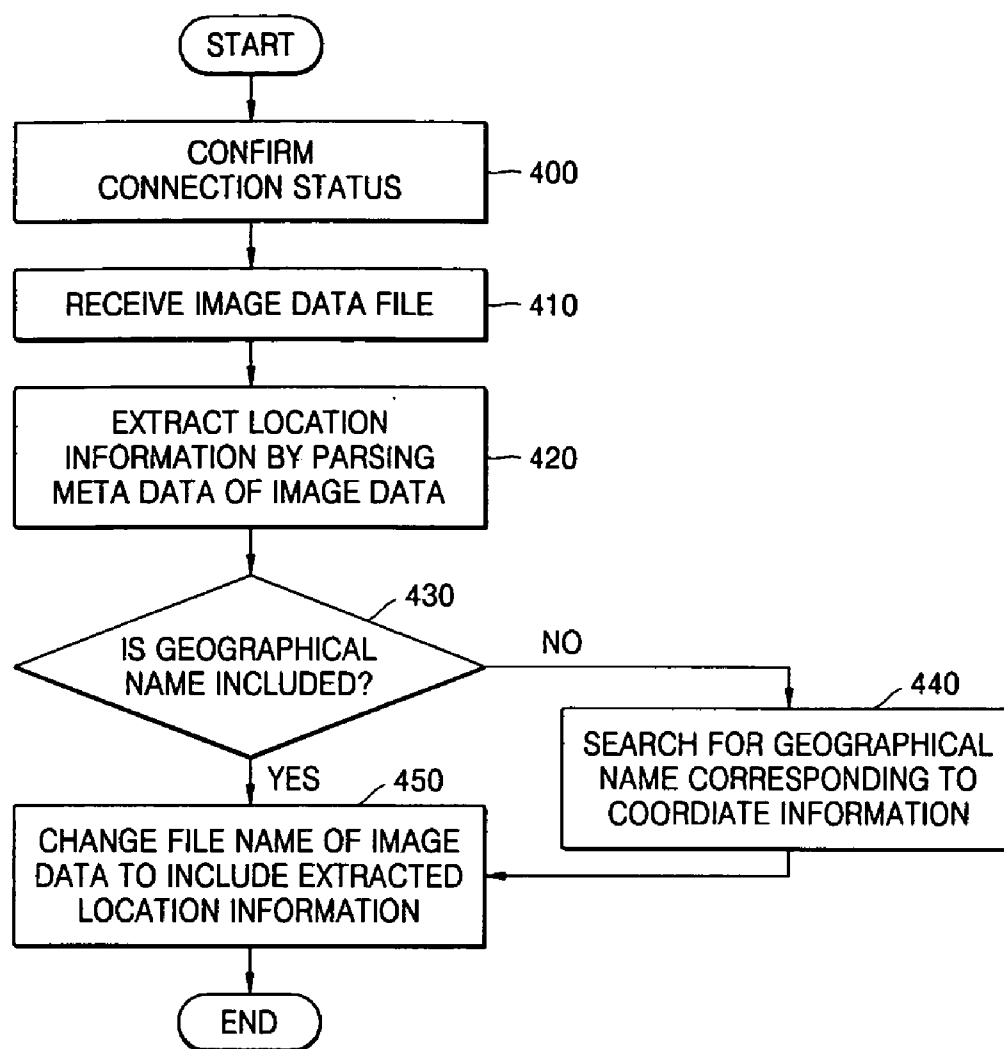 START
CONFIRM
CONNECTION STATUS
400
RECEIVE IMAGE DATA FILE
410
EXTRACT LOCATION
INFORMATION BY PARSING
META DATA OF IMAGE DATA
420
430
IS GEOGRAPHICAL
NAME INCLUDED?
NO
440
SEARCH FOR GEOGRAPHICAL
NAME CORRESPONDING TO
COORDIATE INFORMATION
YES
450
CHANGE FILE NAME OF IMAGE
DATA TO INCLUDE EXTRACTED
LOCATION INFORMATION
END